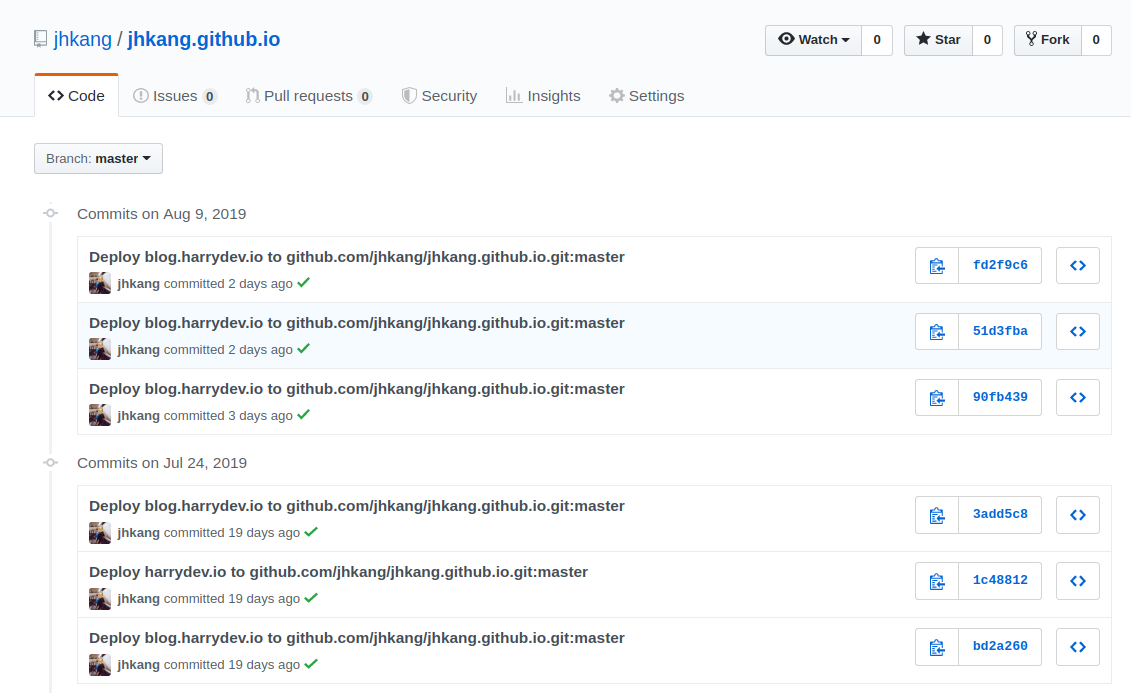 jhkang / jhkang.github.io
Watch 0 Star 0 Fork 0
Code Issues 0 Pull requests 0 Security Insights Settings
Branch: master
Commits on Aug 9, 2019
Deploy blog.harrydev.io to github.com/jhkang/jhkang.github.io.git:master
fd2f9c6
jhkang committed 2 days ago
Deploy blog.harrydev.io to github.com/jhkang/jhkang.github.io.git:master
51d3fba
jhkang committed 2 days ago
Deploy blog.harrydev.io to github.com/jhkang/jhkang.github.io.git:master
90fb439
jhkang committed 3 days ago
Commits on Jul 24, 2019
Deploy blog.harrydev.io to github.com/jhkang/jhkang.github.io.git:master
3add5c8
jhkang committed 19 days ago
Deploy harrydev.io to github.com/jhkang/jhkang.github.io.git:master
1c48812
jhkang committed 19 days ago
Deploy blog.harrydev.io to github.com/jhkang/jhkang.github.io.git:master
bd2a260
jhkang committed 19 days ago